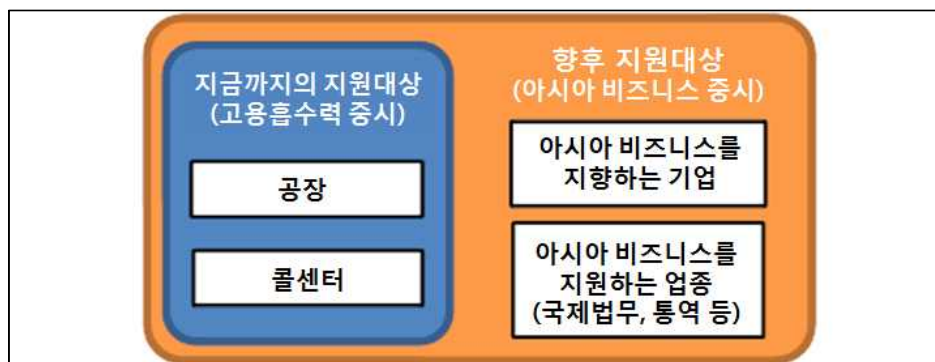 지금까지의 지원대상
(고용흡수력 중시)
공장
콜센터
향후 지원대상
(아시아 비즈니스 중시)
아시아 비즈니스를
지향하는 기업
아시아 비즈니스를
지원하는 업종
(국제법무, 통역 등)